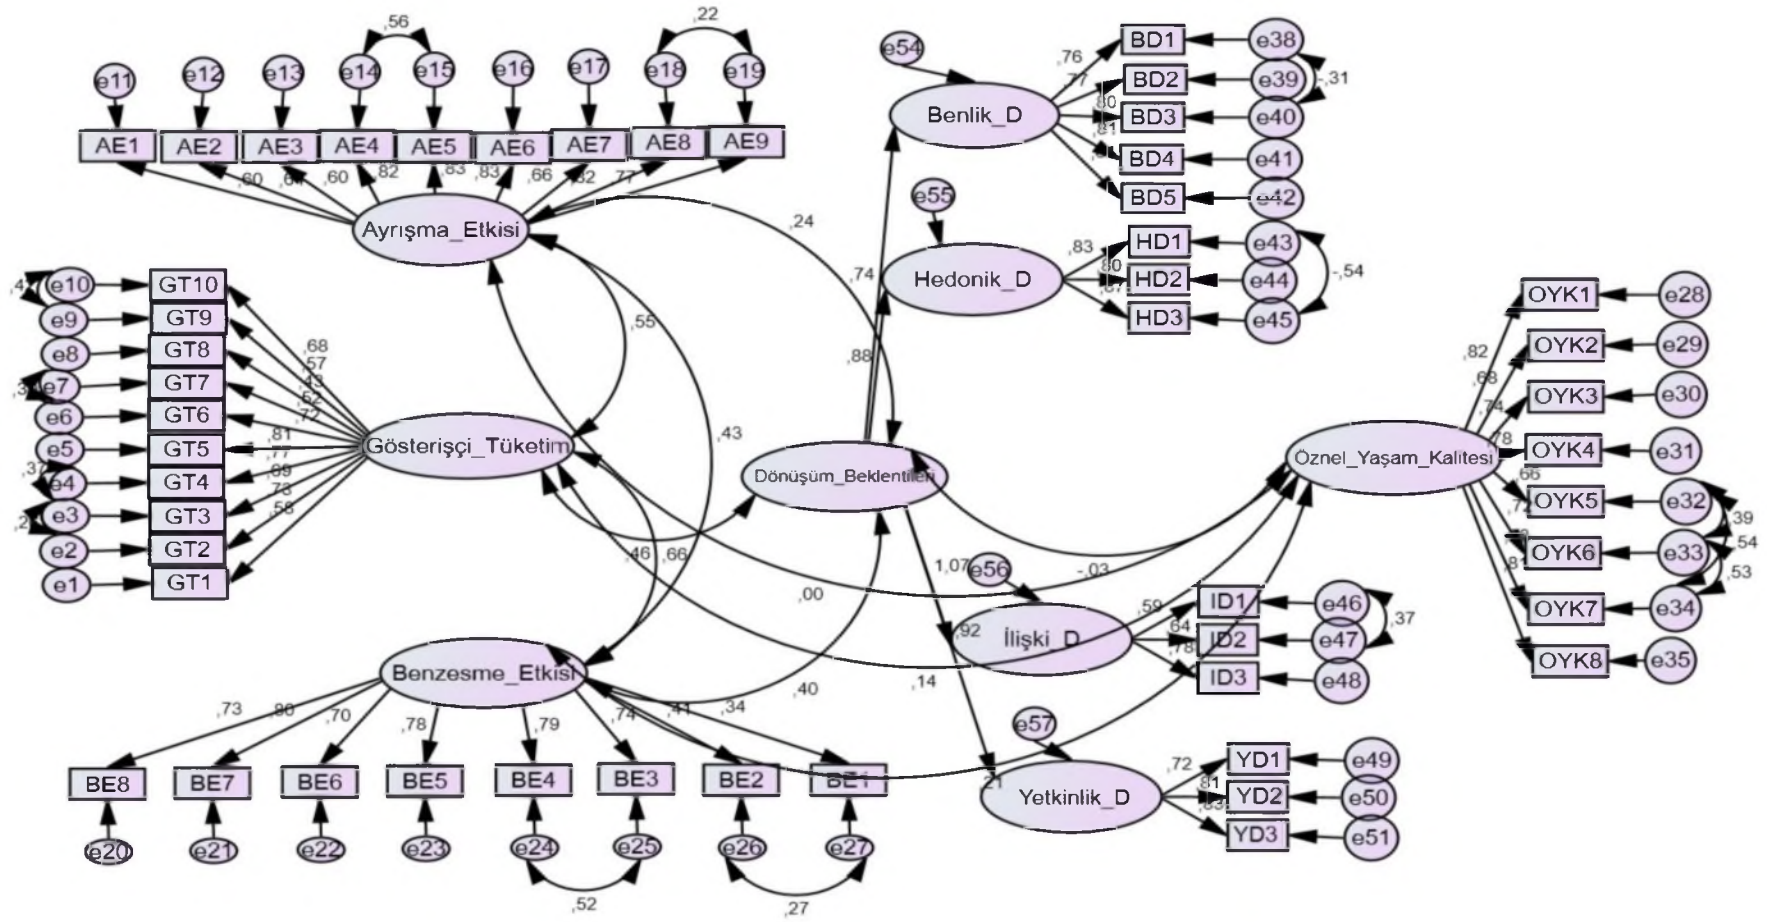 ,56
,22
e11
e12
e13
e14
e15
e16
e17
e18
e19
AE1
AE2
AE3
AE4
AE5
AE6
AE7
AE8
AE9
,60
,60
,82
,83
,83
,66
,77
Ayrışma_Etkisi
,24
e54
Benlik_D
,76
,77
,80
,81
BD1
BD2
BD3
BD4
BD5
e38
e39
e40
e41
e42
-,31
e55
Hedonik_D
,83
,80
HD1
HD2
HD3
e43
e44
e45
-,54
,74
,88
e10
e9
e8
e7
e6
e5
e4
e3
e2
e1
GT10
GT9
GT8
GT7
GT6
GT5
GT4
GT3
GT2
GT1
,68
,57
,43
,52
,72
,81
,77
,69
,73
,58
Gösterişçi_Tüketim
,55
,43
Dönüşüm_Beklentileri
Öznel_Yaşam_Kalitesi
,82
,68
,74
,78
,66
,81
OYK1
OYK2
OYK3
OYK4
OYK5
OYK6
OYK7
OYK8
e28
e29
e30
e31
e32
e33
e34
e35
,39
,54
,53
,46
,66
,00
1,07
-,03
e56
,92
İlişki_D
,59
,64
,78
ID1
ID2
ID3
e46
e47
e48
,37
Benzesme_Etkisi
,40
,14
,73
,80
,70
,78
,79
,74
,41
,34
BE8
BE7
BE6
BE5
BE4
BE3
BE2
BE1
e20
e21
e22
e23
e24
e25
e26
e27
,52
,27
e57
,21
Yetkinlik_D
,72
,81
,83
YD1
YD2
YD3
e49
e50
e51